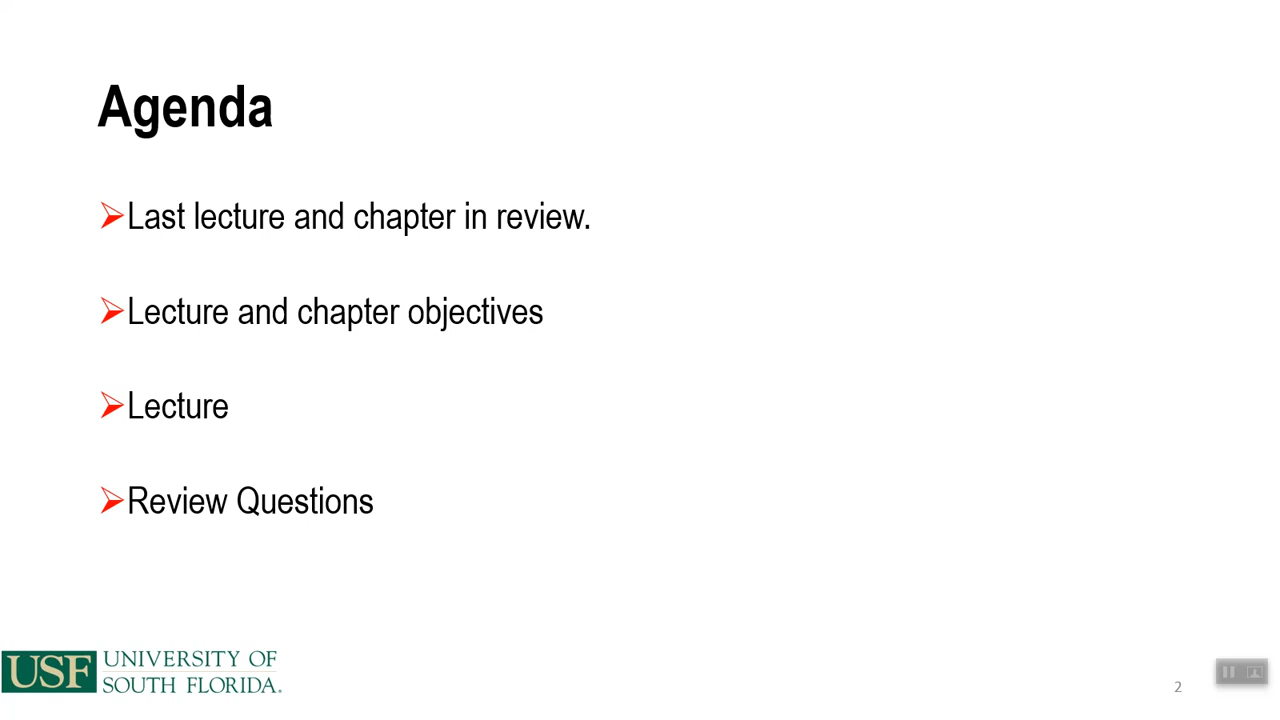 Agenda
Last lecture and chapter in review.
Lecture and chapter objectives
Lecture
Review Questions
USF UNIVERSITY OF
SOUTH FLORIDA.
2